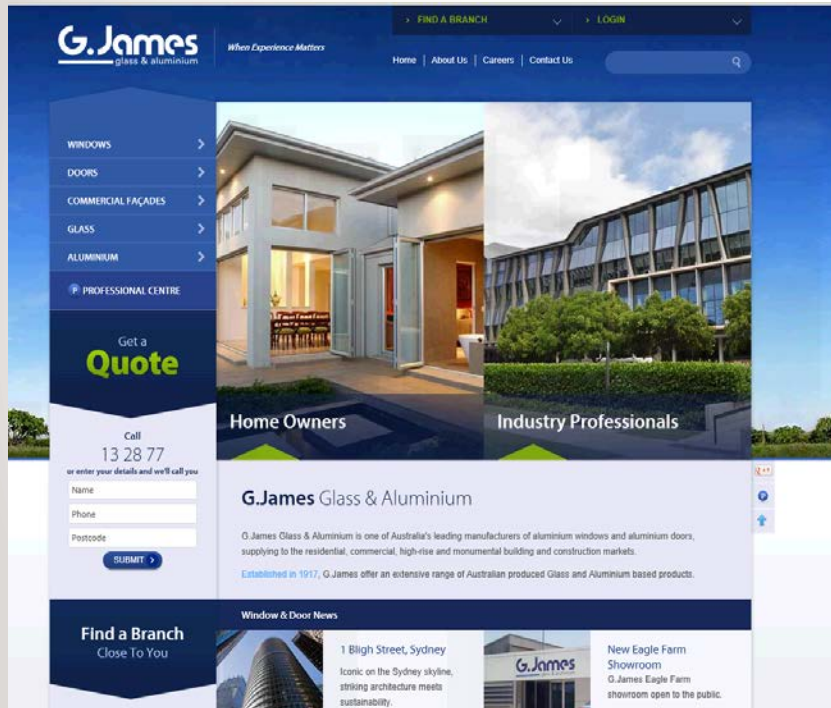 FIND A BRANCH
LOGIN
G.James
glass & aluminium
When Experience Matters
Home | About Us | Careers | Contact Us
WINDOWS
DOORS
COMMERCIAL FAÇADES
GLASS
ALUMINIUM
P PROFESSIONAL CENTRE
Get a
Quote
Call
13 28 77
or enter your details and we'll call you
Name
Phone
Postcode
SUBMIT
Find a Branch
Close To You
Home Owners
Industry Professionals
G.James Glass & Aluminium
G.James Glass & Aluminium is one of Australia's leading manufacturers of aluminium windows and aluminium doors,
supplying to the residential, commercial, high-rise and monumental building and construction markets.
Established in 1917, G.James offer an extensive range of Australian produced Glass and Aluminium based products.
Window & Door News
1 Bligh Street, Sydney
Iconic on the Sydney skyline,
striking architecture meets
sustainability.
G.James
New Eagle Farm
Showroom
G.James Eagle Farm
showroom open to the public.